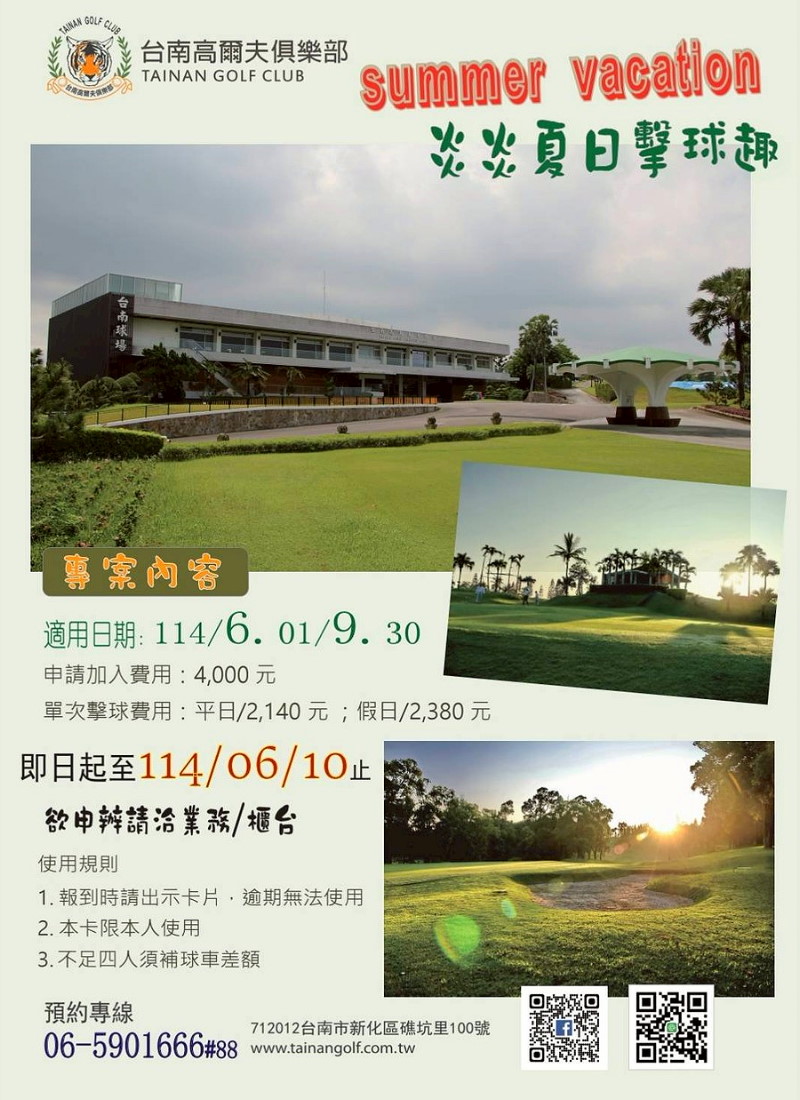 TAINAN GOLF CLUB
台南高爾夫俱樂部
台南高爾夫俱樂部
TAINAN GOLF CLUB
summer vacation
炎炎夏日擊球趣
台南球場
專案內容
適用日期: 114/6. 01/9. 30
申請加入費用：4,000 元
單次擊球費用：平日/2,140 元 ；假日/2,380 元
即日起至114/06/10止
欲申辦請洽業務/櫃台
使用規則
1. 報到時請出示卡片，逾期無法使用
2. 本卡限本人使用
3. 不足四人須補球車差額
預約專線
06-5901666#88
712012台南市新化區礁坑里100號
www.tainangolf.com.tw